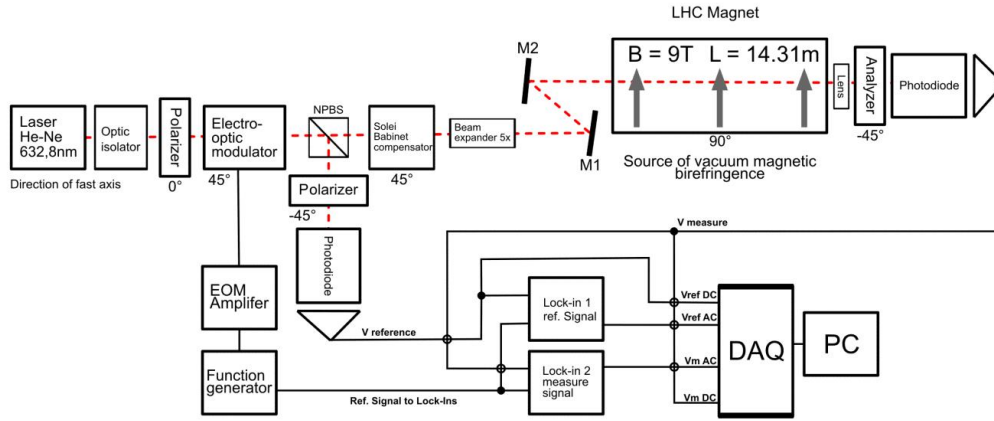 LHC Magnet
M2
B = 9T L = 14.31m
Lens
Analyzer
Photodiode
-45°
Laser
He-Ne
632,8nm
Optic
isolator
Polarizer
Electro-
optic
modulator
NPBS
Solei
Babinet
compensator
Beam
expander 5x
M1
90°
Source of vacuum magnetic
birefringence
Direction of fast axis
0°
45°
45°
Polarizer
-45°
Photodiode
V measure
EOM
Amplifer
Lock-in 1
ref. Signal
Vref DC
Vref AC
V reference
DAQ
PC
Function
generator
Lock-in 2
measure
signal
Vm AC
Vm DC
Ref. Signal to Lock-Ins